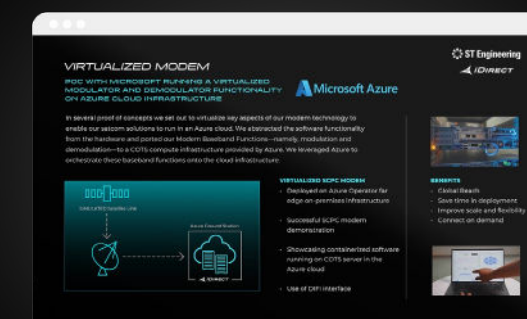 VIRTUALIZED MODEM
POC WITH MICROSOFT RUNNING A VIRTUALIZED
MODULATOR AND DEMODULATOR FUNCTIONALITY
ON AZURE CLOUD INFRASTRUCTURE
Microsoft Azure
ST Engineering
iDIRECT
In several proof of concepts we set out to virtualize key aspects of our modem technology to
enable our satcom solutions to run in an Azure cloud. We abstracted the software functionality
from the hardware and ported our Modem Baseband Functions—namely, modulation and
demodulation—to a COTS compute infrastructure provided by Azure. We leveraged Azure to
orchestrate these baseband functions onto the cloud infrastructure.
Azure Ground Station
iDIRECT
VIRTUALIZED SCPC MODEM
- Deployed on Azure Operator far
edge on-premises infrastructure
- Successful SCPC modem
demonstration
- Showcasing containerized software
running on COTS server in the
Azure cloud
- Use of DIFI interface
BENEFITS
- Global Reach
- Save time in deployment
- Improve scale and flexibility
- Connect on demand